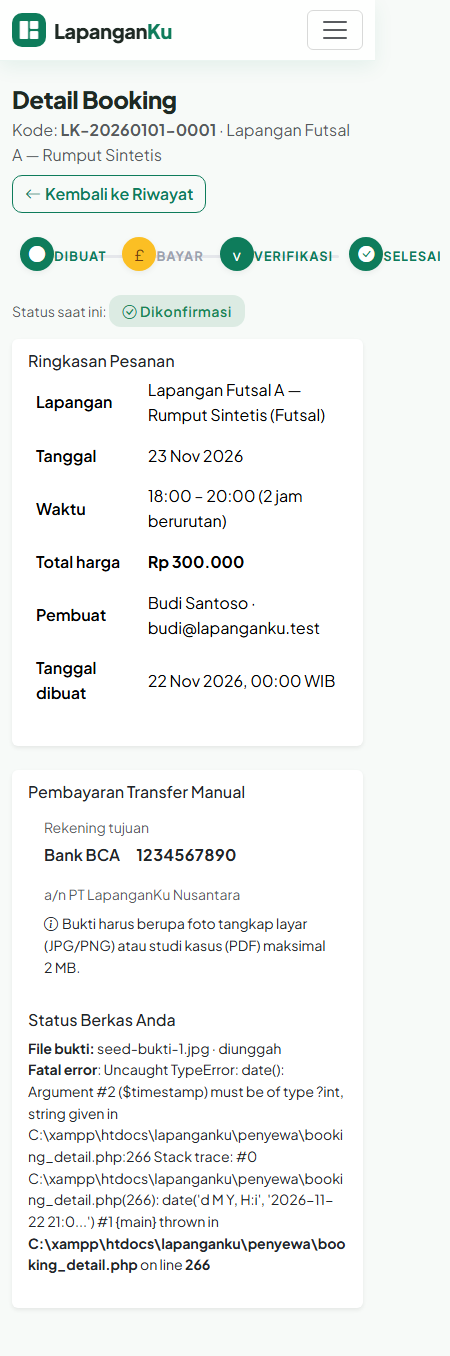 LapanganKu
Detail Booking
Kode: LK-20260101-0001 · Lapangan Futsal
A — Rumput Sintetis
← Kembali ke Riwayat
DIBUAT £ BAYAR v VERIFIKASI SELESAI
Status saat ini: Dikonfirmasi
Ringkasan Pesanan
Lapangan Lapangan Futsal A —
Rumput Sintetis (Futsal)
Tanggal 23 Nov 2026
Waktu 18:00 – 20:00 (2 jam
berurutan)
Total harga Rp 300.000
Pembuat Budi Santoso ·
budi@lapanganku.test
Tanggal
dibuat 22 Nov 2026, 00:00 WIB
Pembayaran Transfer Manual
Rekening tujuan
Bank BCA 1234567890
a/n PT LapanganKu Nusantara
Bukti harus berupa foto tangkap layar
(JPG/PNG) atau studi kasus (PDF) maksimal
2 MB.
Status Berkas Anda
File bukti: seed-bukti-1.jpg · diunggah
Fatal error: Uncaught TypeError: date():
Argument #2 ($timestamp) must be of type ?int,
string given in
C:\xampp\htdocs\lapanganku\penyewa\booki
ng_detail.php:266 Stack trace: #0
C:\xampp\htdocs\lapanganku\penyewa\booki
ng_detail.php(266): date('d M Y, H:i', '2026-11-
22 21:0...') #1 {main} thrown in
C:\xampp\htdocs\lapanganku\penyewa\boo
king_detail.php on line 266